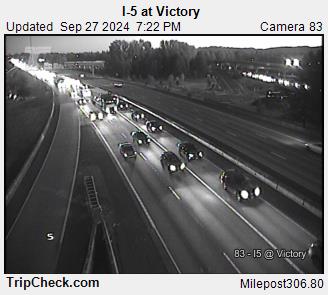 I-5 at Victory
Updated Sep 27 2024 7:22 PM Camera 83
S
83 - I5 @ Victory
TripCheck.com Milepost306.80